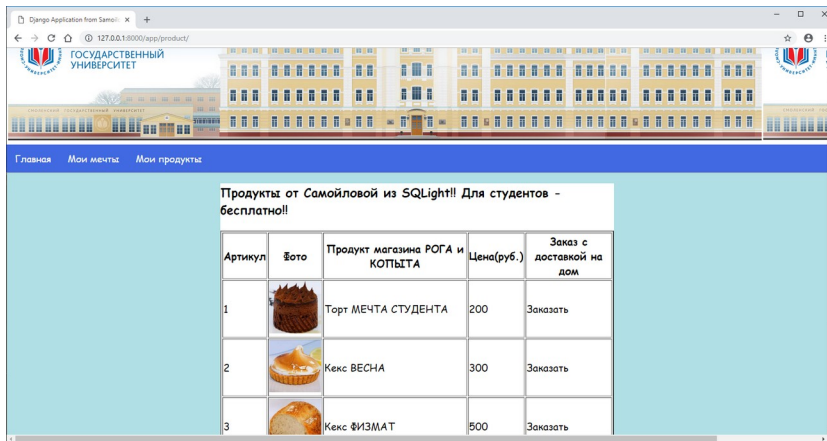 Django Application from Samoil
127.0.0.1:8000/app/product/
ГОСУДАРСТВЕННЫЙ
УНИВЕРСИТЕТ
Главная Мои мечты Мои продукты
Продукты от Самойловой из SQLight!! Для студентов -
бесплатно!!
Артикул Фото Продукт магазина РОГА и КОПЫТА Цена(руб.) Заказ с доставкой на дом
1 Торт МЕЧТА СТУДЕНТА 200 Заказать
2 Кекс ВЕСНА 300 Заказать
3 Кекс ФИЗМАТ 500 Заказать